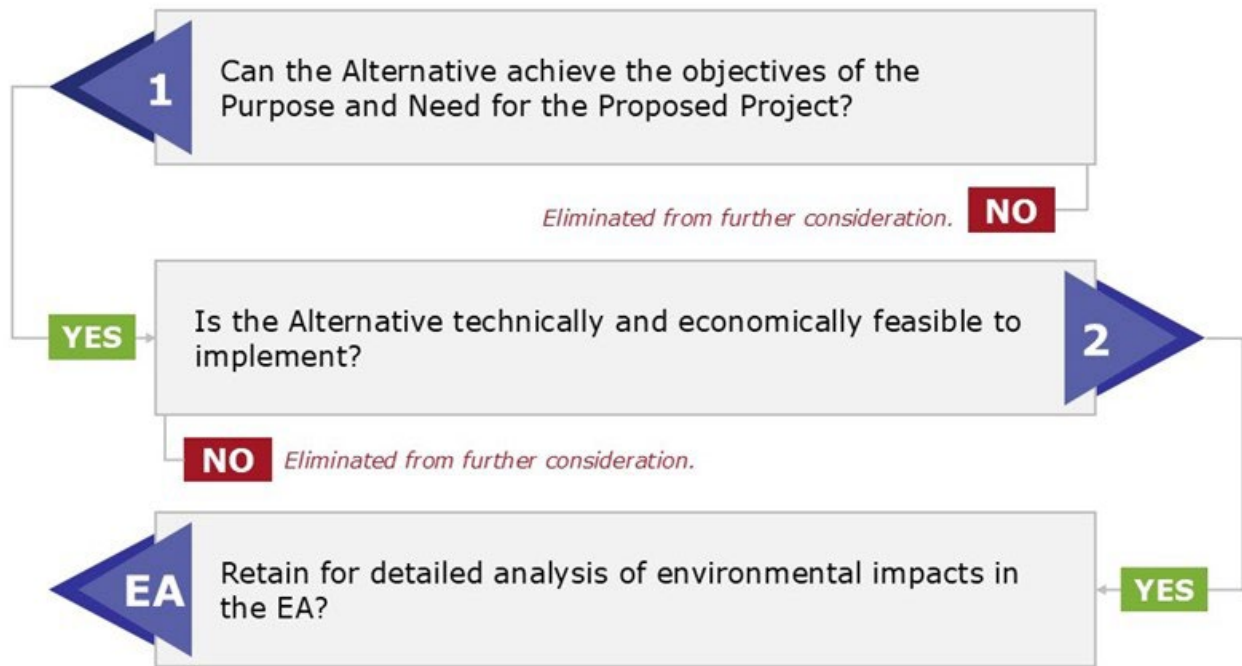 1
Can the Alternative achieve the objectives of the
Purpose and Need for the Proposed Project?
Eliminated from further consideration. NO
YES
Is the Alternative technically and economically feasible to
implement?
2
NO Eliminated from further consideration.
EA
Retain for detailed analysis of environmental impacts in
the EA?
YES